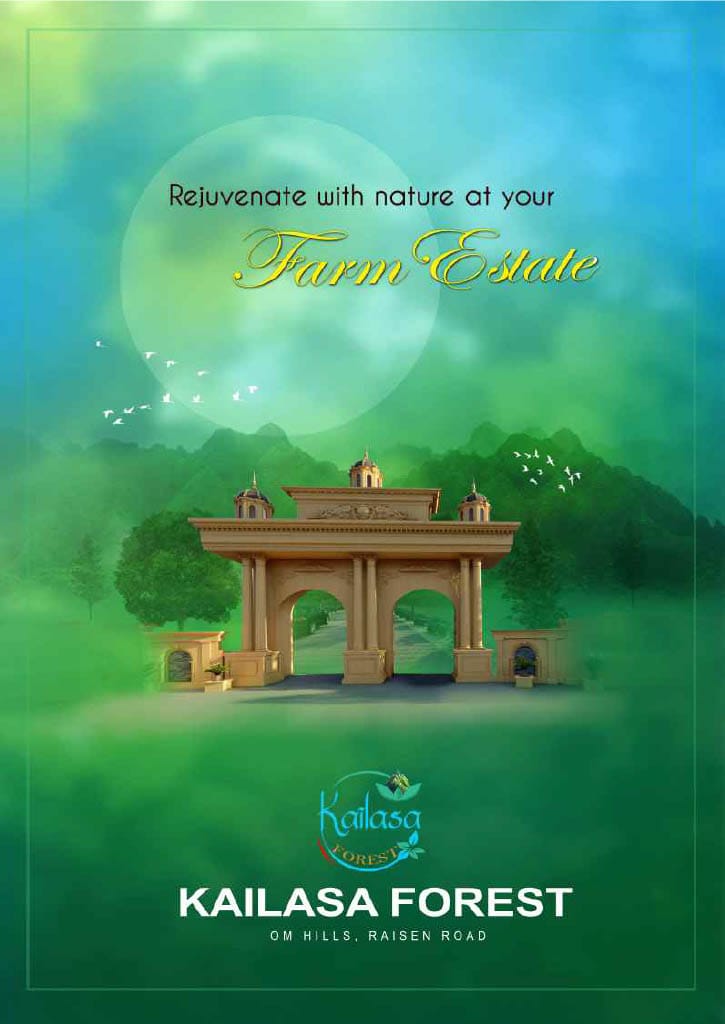 Rejuvenate with nature at your
Farm Estate
Kailasa
FOREST
KAILASA FOREST
OM HILLS, RAISEN ROAD